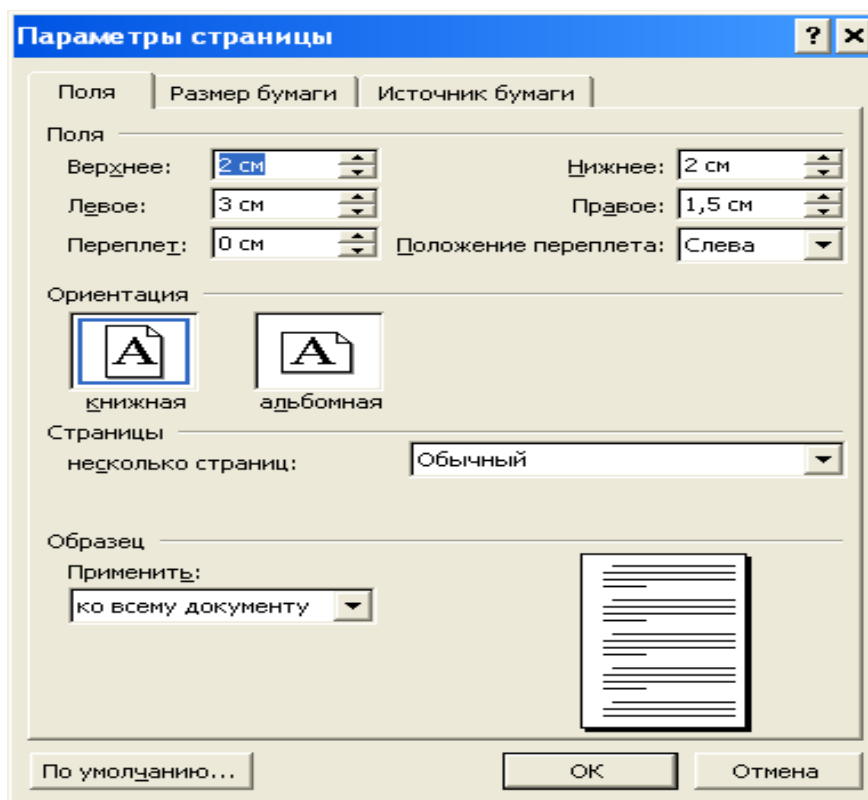 Параметры страницы ? ×
Поля Размер бумаги Источник бумаги
Поля
Верхнее: 2 см Нижнее: 2 см
Левое: 3 см Правое: 1,5 см
Переплет: 0 см Положение переплета: Слева
Ориентация
A A
книжная альбомная
Страницы
несколько страниц: Обычный
Образец
Применить:
ко всему документу
По умолчанию... ОК Отмена